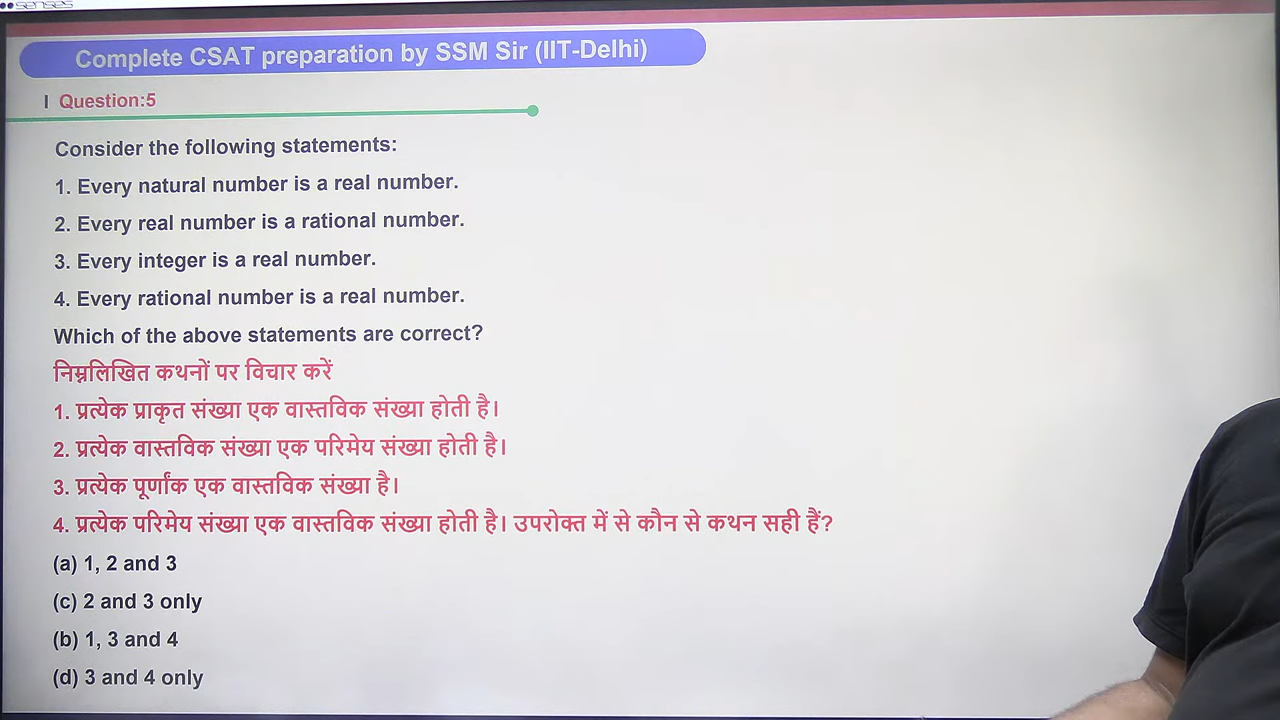 senses
Complete CSAT preparation by SSM Sir (IIT-Delhi)
Question:5
Consider the following statements:
1. Every natural number is a real number.
2. Every real number is a rational number.
3. Every integer is a real number.
4. Every rational number is a real number.
Which of the above statements are correct?
निम्नलिखित कथनों पर विचार करें
1. प्रत्येक प्राकृत संख्या एक वास्तविक संख्या होती है।
2. प्रत्येक वास्तविक संख्या एक परिमेय संख्या होती है।
3. प्रत्येक पूर्णांक एक वास्तविक संख्या है।
4. प्रत्येक परिमेय संख्या एक वास्तविक संख्या होती है। उपरोक्त में से कौन से कथन सही हैं?
(a) 1, 2 and 3
(c) 2 and 3 only
(b) 1, 3 and 4
(d) 3 and 4 only